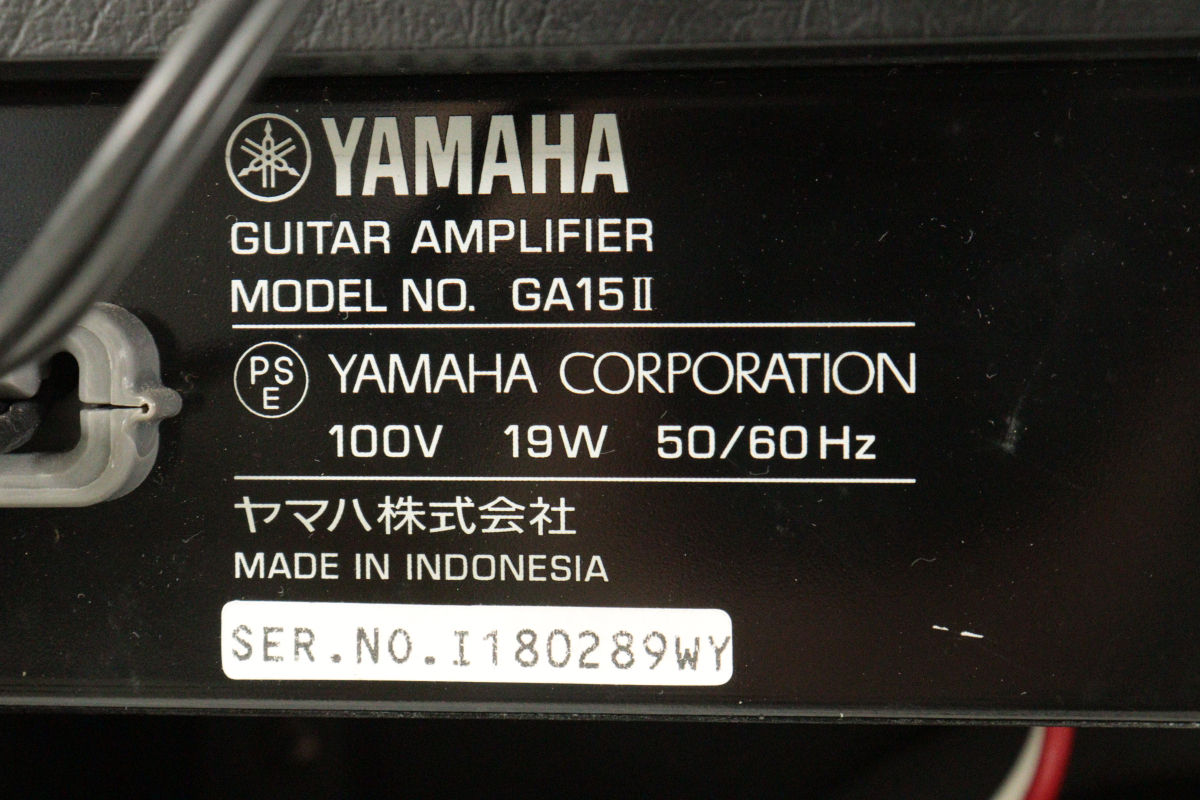 YAMAHA
GUITAR AMPLIFIER
MODEL NO. GA15Ⅱ
PSE YAMAHA CORPORATION
100V 19W 50/60Hz
ヤマハ株式会社
MADE IN INDONESIA
SER.NO.I180289WY